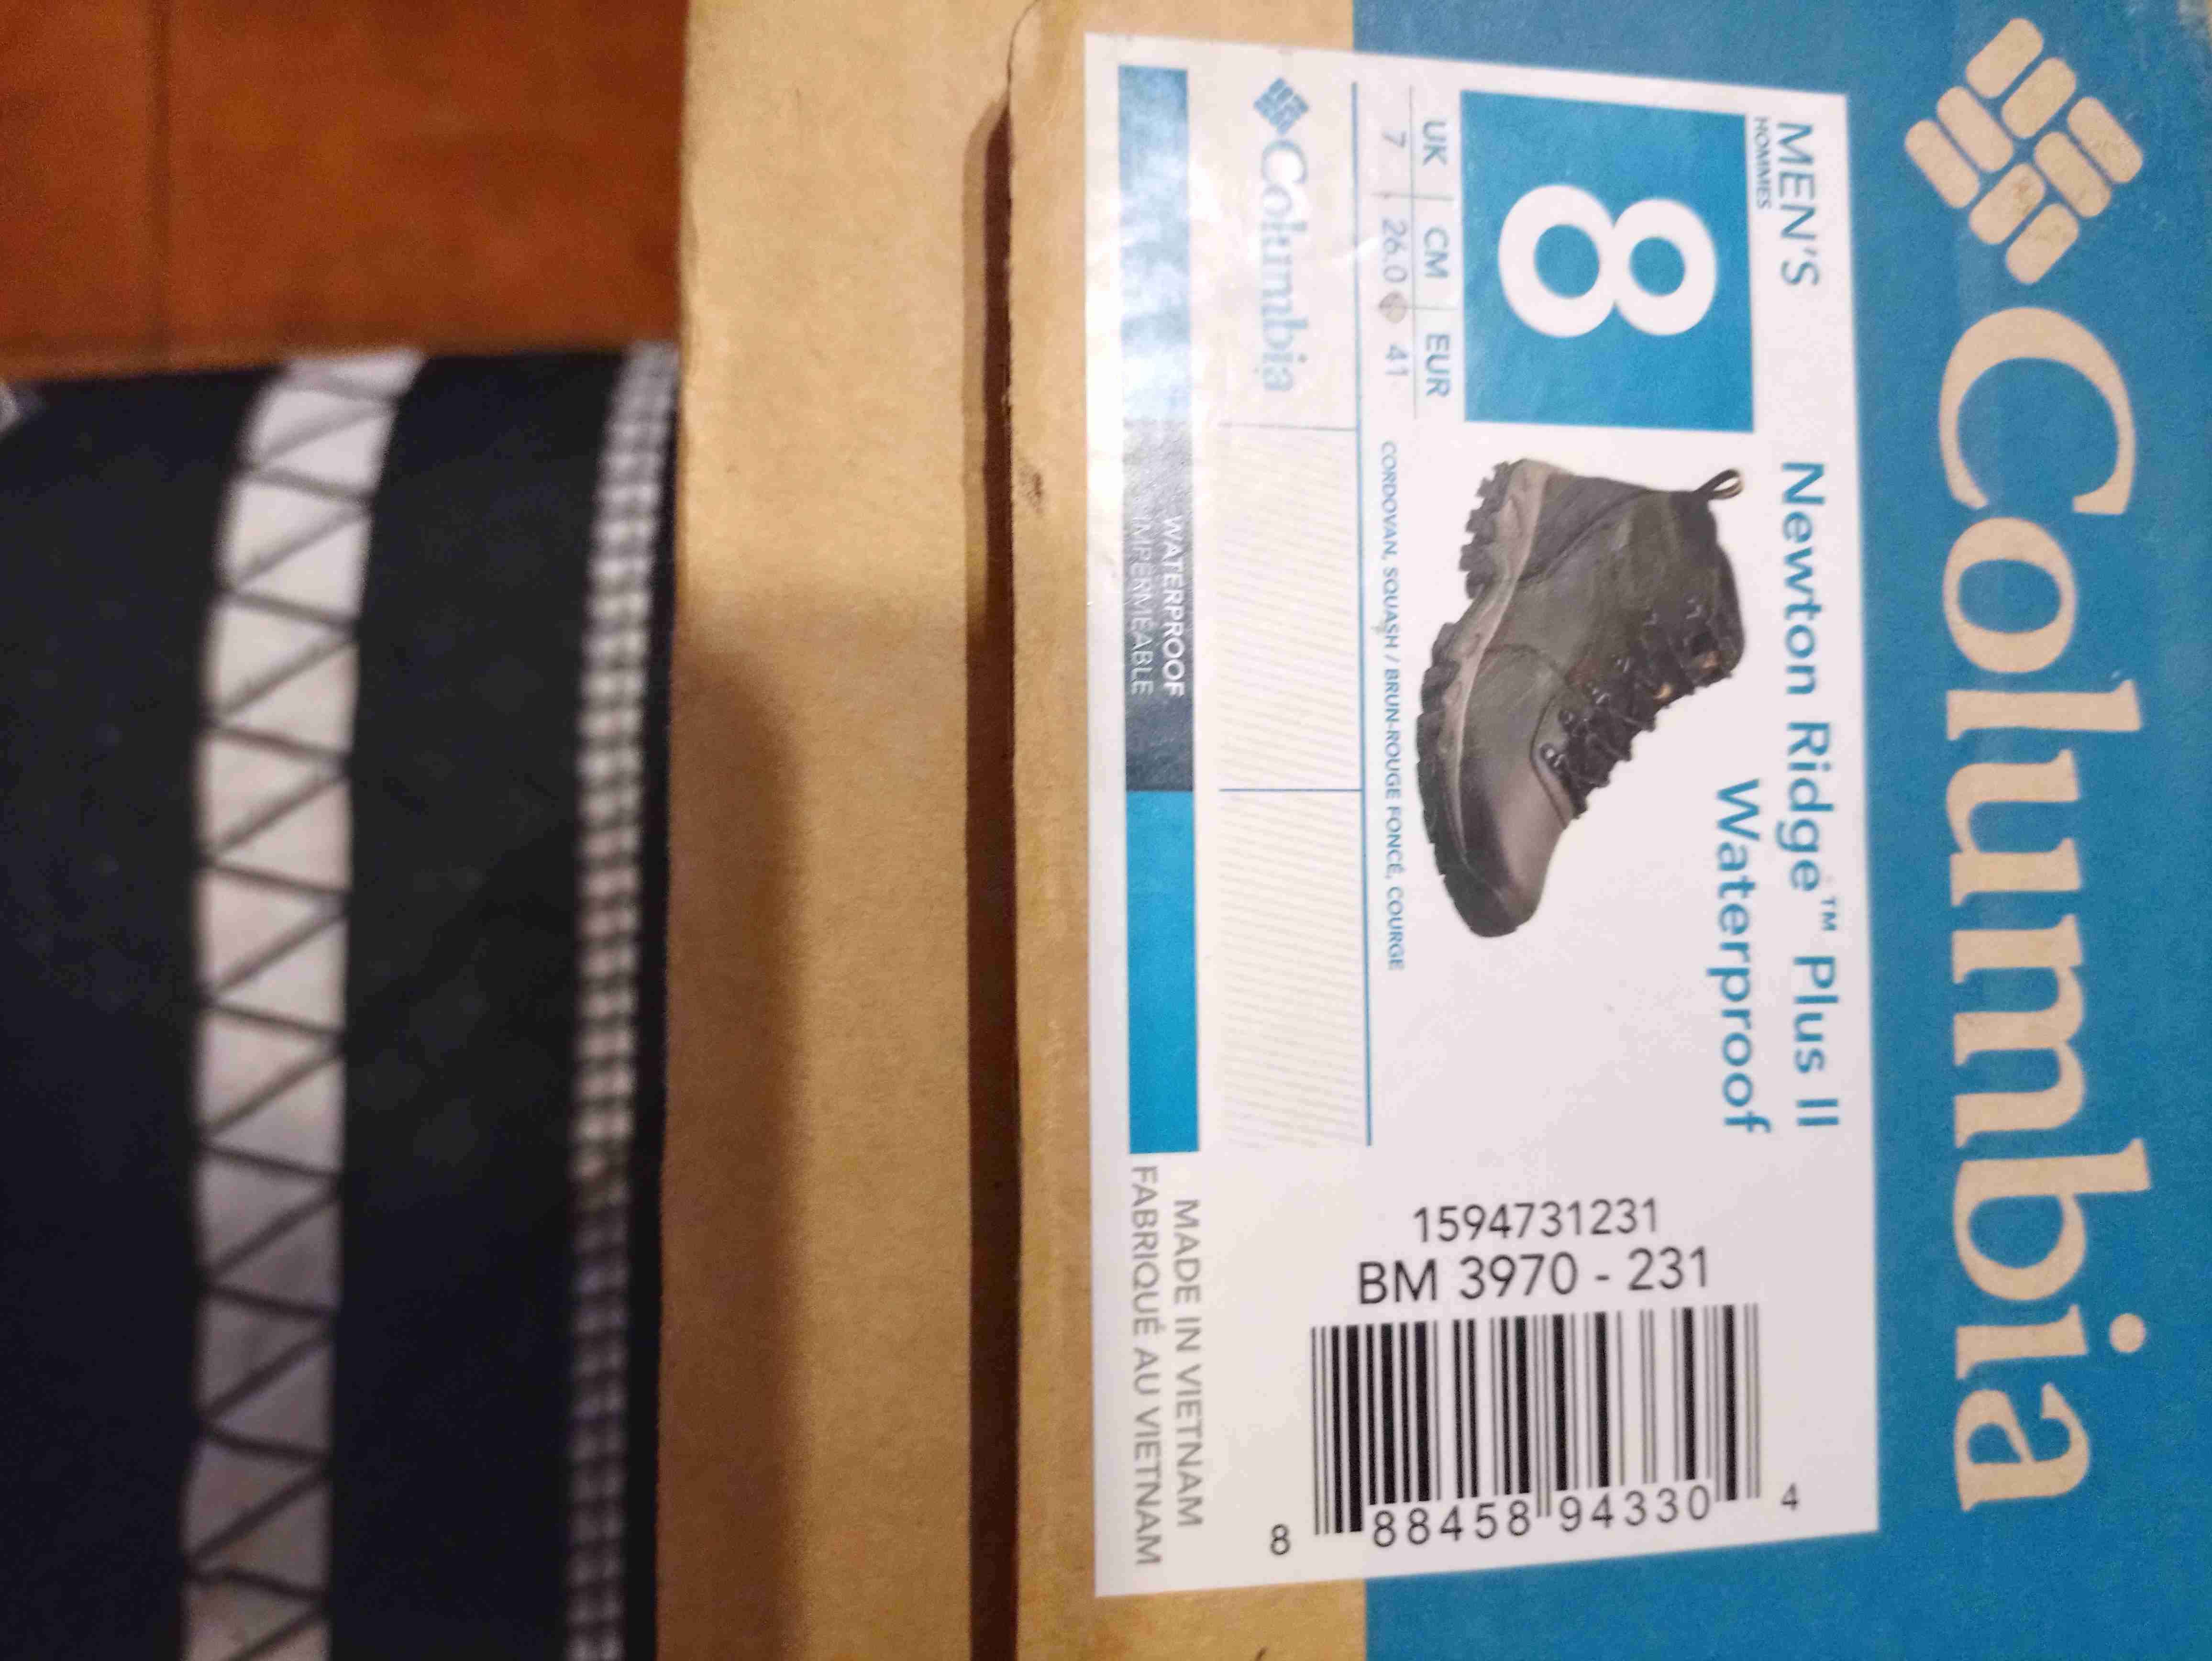 Columbia
MEN'S
HOMMES
8
Newton Ridge™ Plus II
Waterproof
UK | CM | EUR
7 26.0 41
CORDOVAN, SQUASH / BRUN-ROUGE FONCÉ, COURGE
Columbia
WATERPROOF
IMPERMÉABLE
1594731231
BM 3970 - 231
8 88458 94330 4
MADE IN VIETNAM
FABRIQUÉ AU VIETNAM